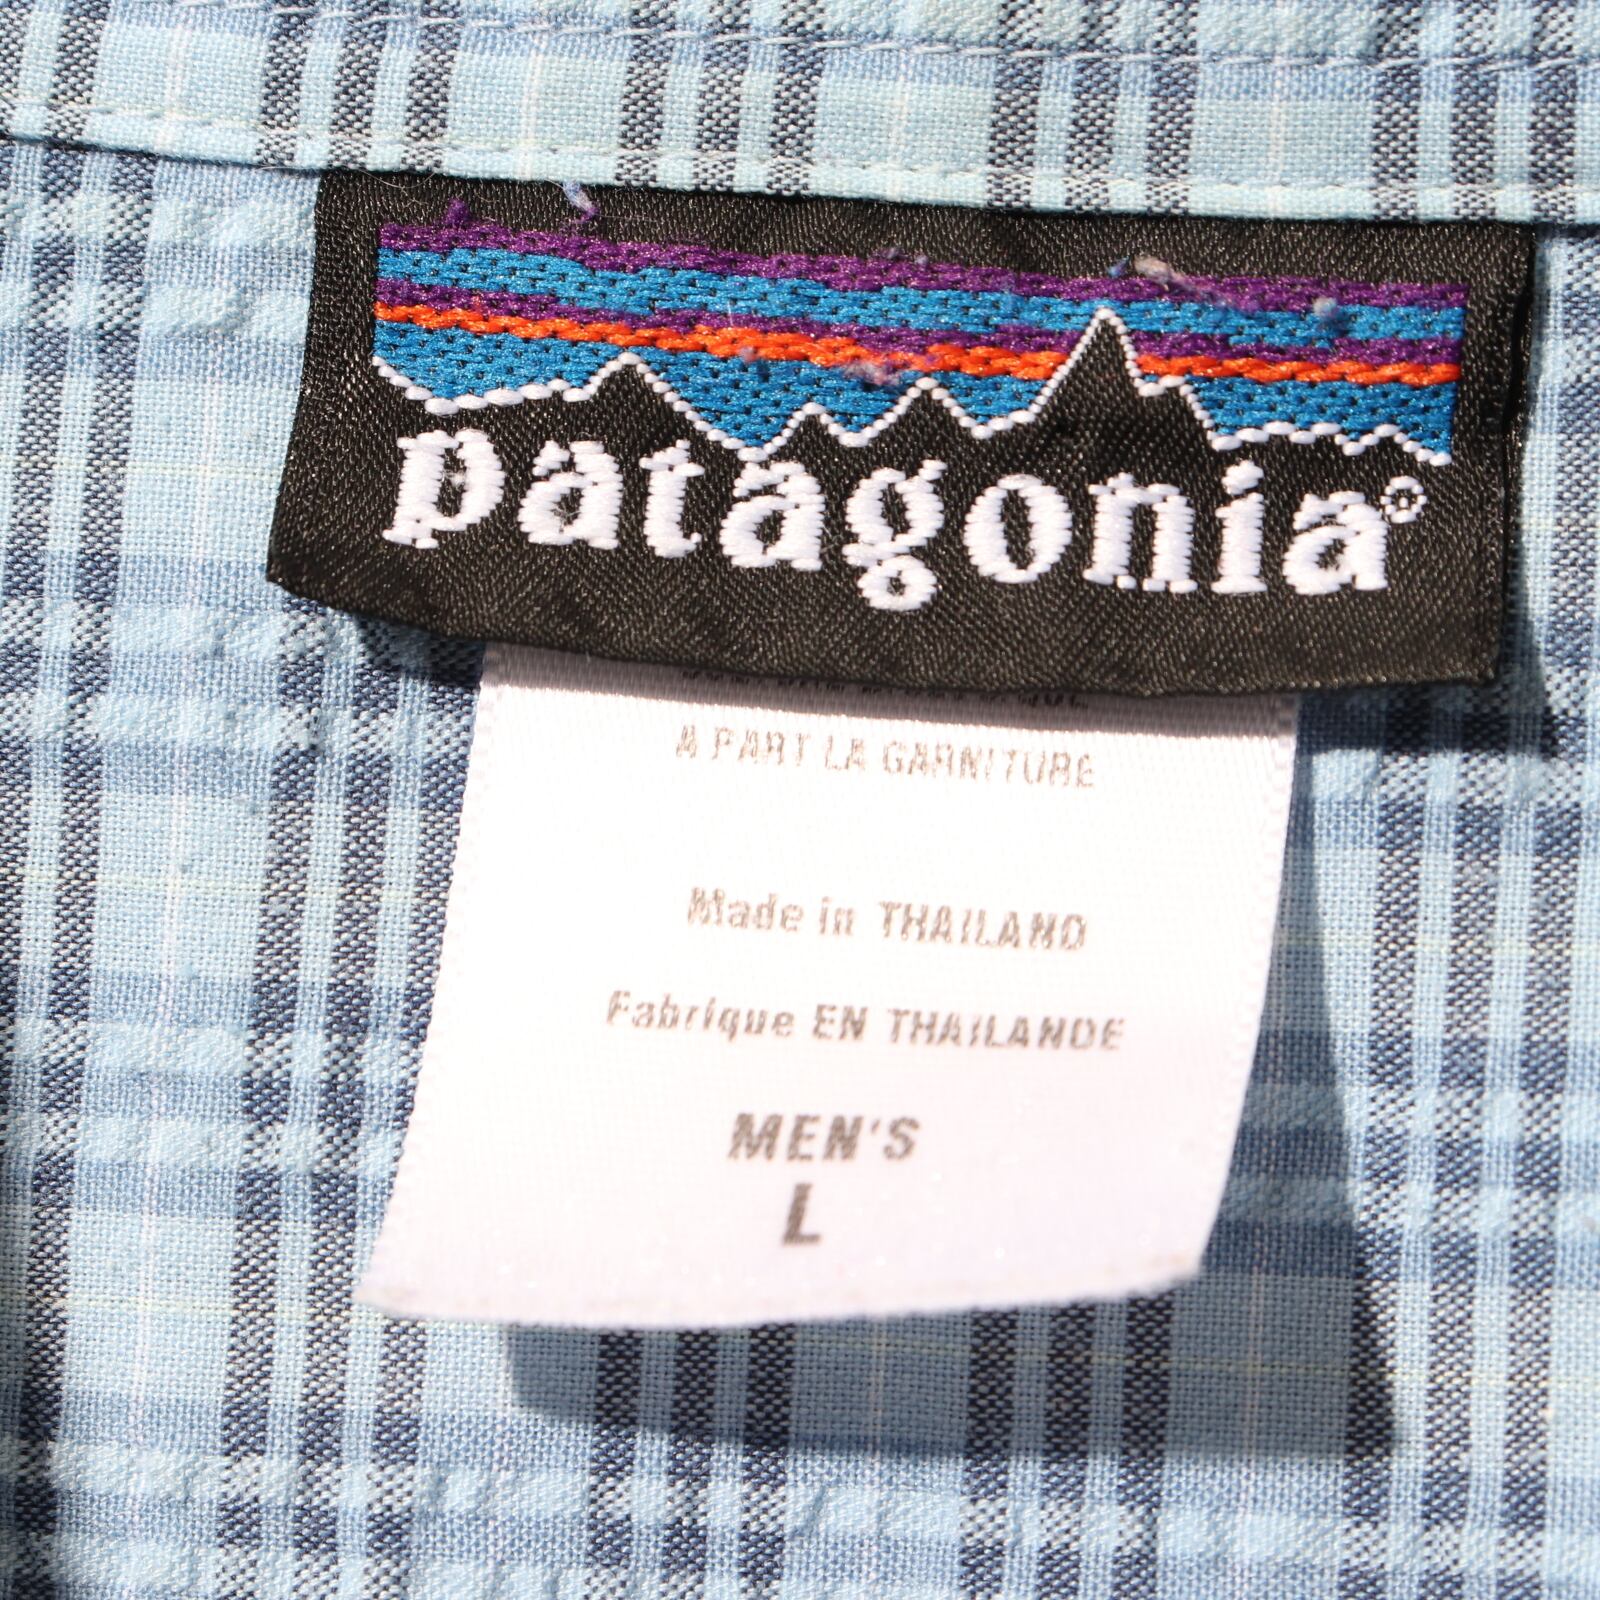 patagonia®
A PART LA GARNITURE
Made in THAILAND
Fabrique EN THAILANDE
MEN'S
L